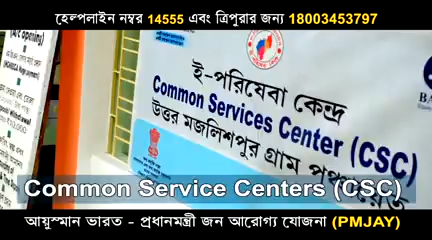 হেল্পলাইন নম্বর 14555 এবং ত্রিপুরার জন্য 18003453797
ই-পরিষেবা কেন্দ্র
Common Services Center (CSC)
উত্তর মজলিশপুর গ্রাম পঞ্চায়েত
Common Service Centers (CSC)
আয়ুস্মান ভারত - প্রধানমন্ত্রী জন আরোগ্য যোজনা (PMJAY)